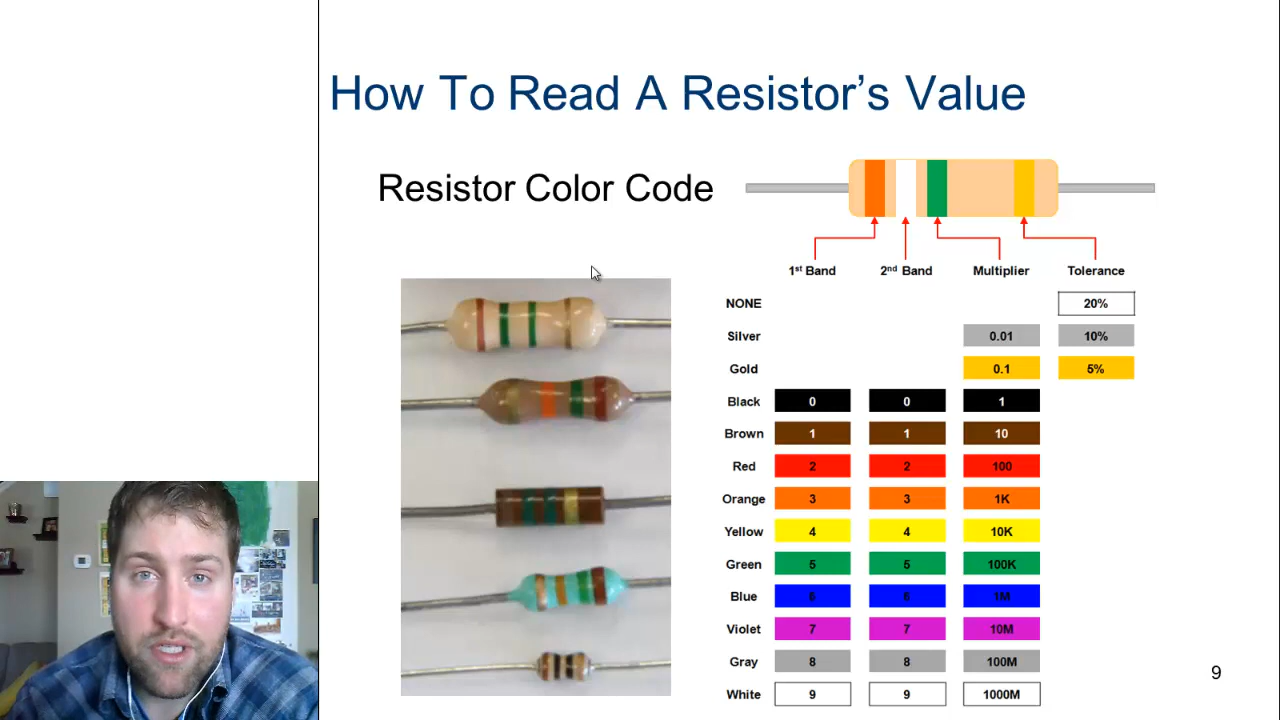 How To Read A Resistor's Value
Resistor Color Code
1st Band 2nd Band Multiplier Tolerance
NONE 20%
Silver 0.01 10%
Gold 0.1 5%
Black 0 0 1
Brown 1 1 10
Red 2 2 100
Orange 3 3 1K
Yellow 4 4 10K
Green 5 5 100K
Blue 6 6 1M
Violet 7 7 10M
Gray 8 8 100M
White 9 9 1000M
9